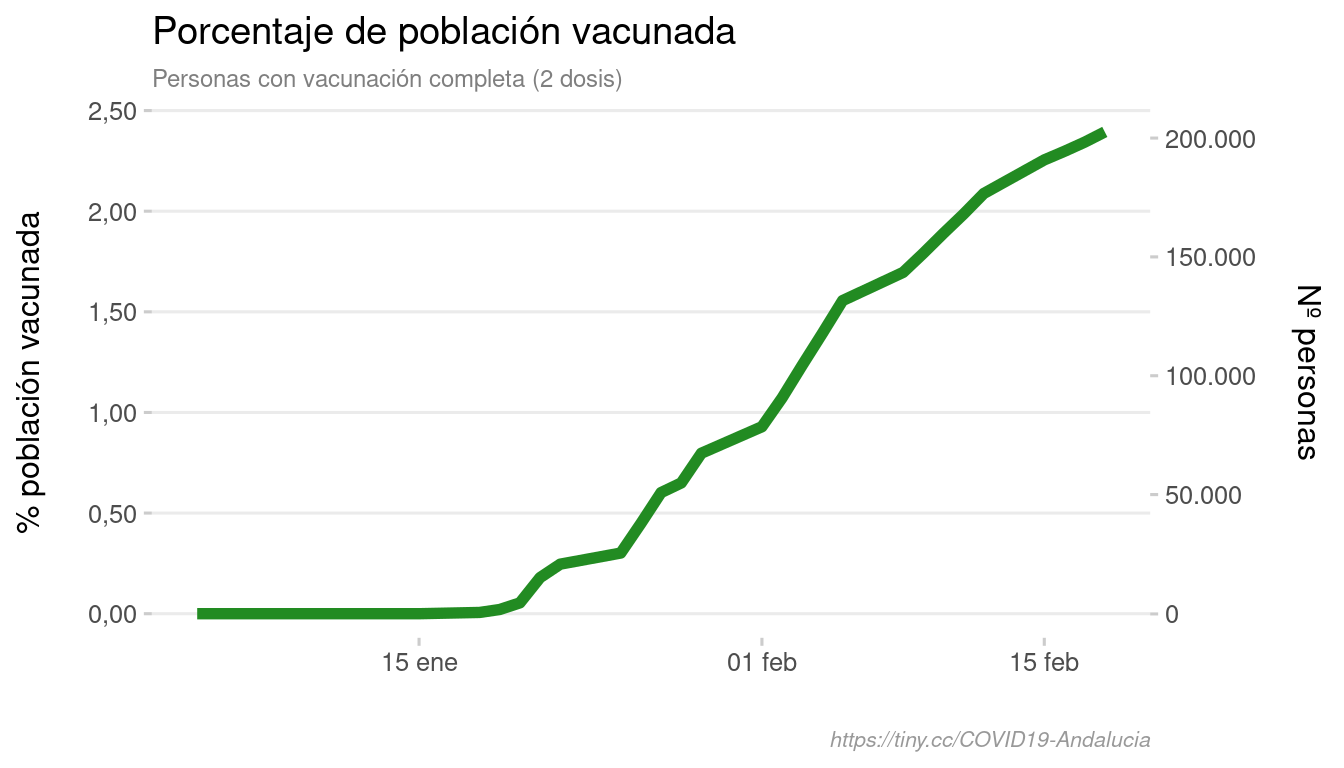 Porcentaje de población vacunada
Personas con vacunación completa (2 dosis)
% población vacunada
2,50
2,00
1,50
1,00
0,50
0,00
200.000
150.000
100.000
50.000
0
Nº personas
15 ene
01 feb
15 feb
https://tiny.cc/COVID19-Andalucia